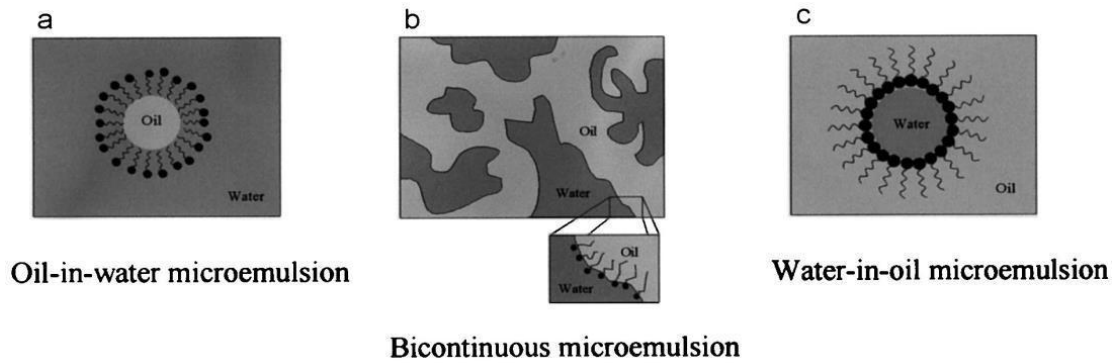 a
b
c
Oil
Water
Oil
Water
Oil
Water
Water
Oil
Oil-in-water microemulsion
Bicontinuous microemulsion
Water-in-oil microemulsion